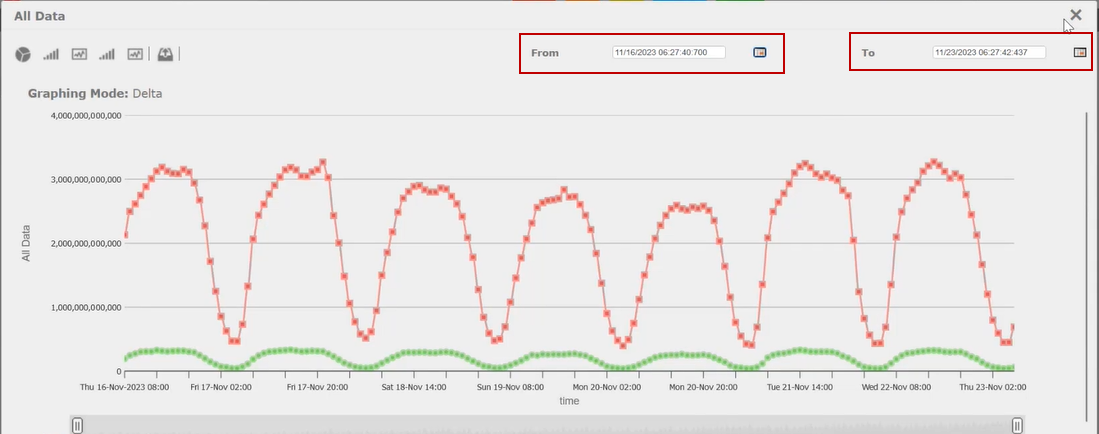 All Data
From 11/16/2023 06:27:40:700 To 11/23/2023 06:27:42:437
Graphing Mode: Delta
4,000,000,000,000
3,000,000,000,000
2,000,000,000,000
1,000,000,000,000
0
All Data
Thu 16-Nov-2023 08:00 Fri 17-Nov 02:00 Fri 17-Nov 20:00 Sat 18-Nov 14:00 Sun 19-Nov 08:00 Mon 20-Nov 02:00 Mon 20-Nov 20:00 Tue 21-Nov 14:00 Wed 22-Nov 08:00 Thu 23-Nov 02:00
time